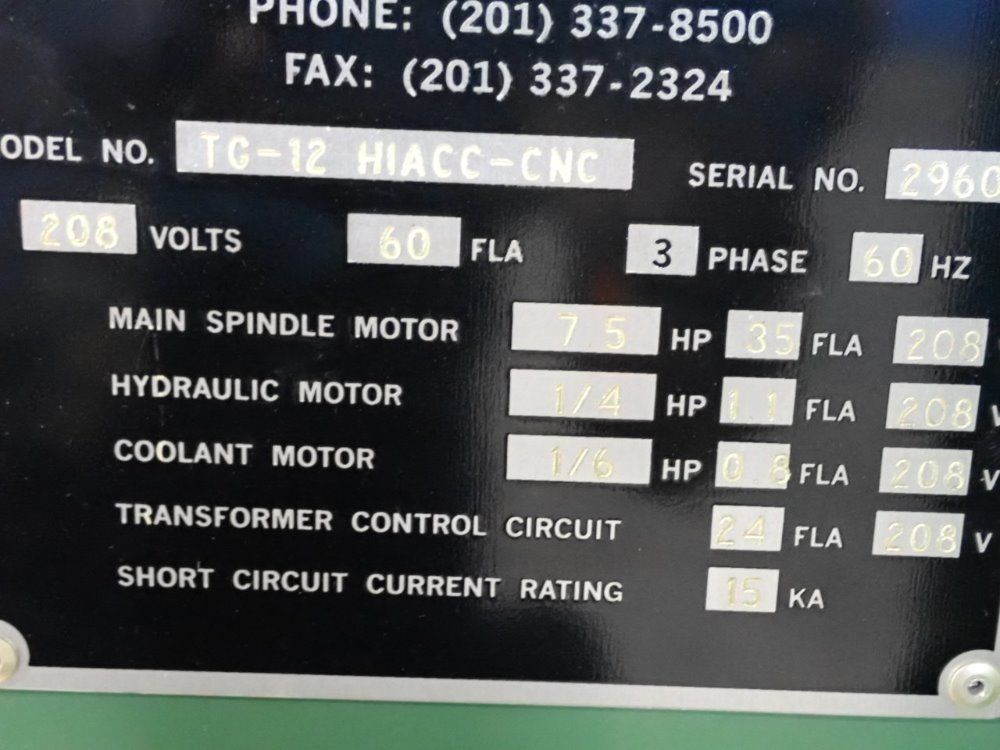 PHONE: (201) 337-8500
FAX: (201) 337-2324
ODEL NO. TG-12 HIACC-CNC SERIAL NO. 2960
208 VOLTS 60 FLA 3 PHASE 60 HZ
MAIN SPINDLE MOTOR 7.5 HP 35 FLA 208
HYDRAULIC MOTOR 1/4 HP 1.1 FLA 208 V
COOLANT MOTOR 1/6 HP 0.8 FLA 208 V
TRANSFORMER CONTROL CIRCUIT 24 FLA 208 V
SHORT CIRCUIT CURRENT RATING 15 KA